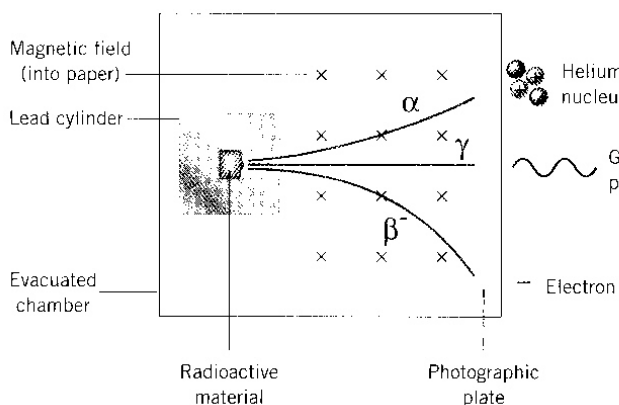 Magnetic field
(into paper)
Lead cylinder
Evacuated
chamber
α
γ
β⁻
Radioactive
material
Photographic
plate
Helium
nucleu
G
p
− Electron